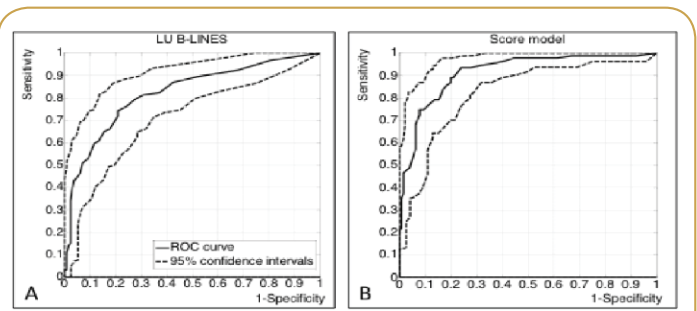 LU B-LINES
Sensitivity
1
0.9
0.8
0.7
0.6
0.5
0.4
0.3
0.2
0.1
0
0.1 0.2 0.3 0.4 0.5 0.6 0.7 0.8 0.9 1
1-Specificity
ROC curve
95% confidence intervals
A
Score model
Sensitivity
1
0.9
0.8
0.7
0.6
0.5
0.4
0.3
0.2
0.1
0
0.1 0.2 0.3 0.4 0.5 0.6 0.7 0.8 0.9 1
1-Specificity
B